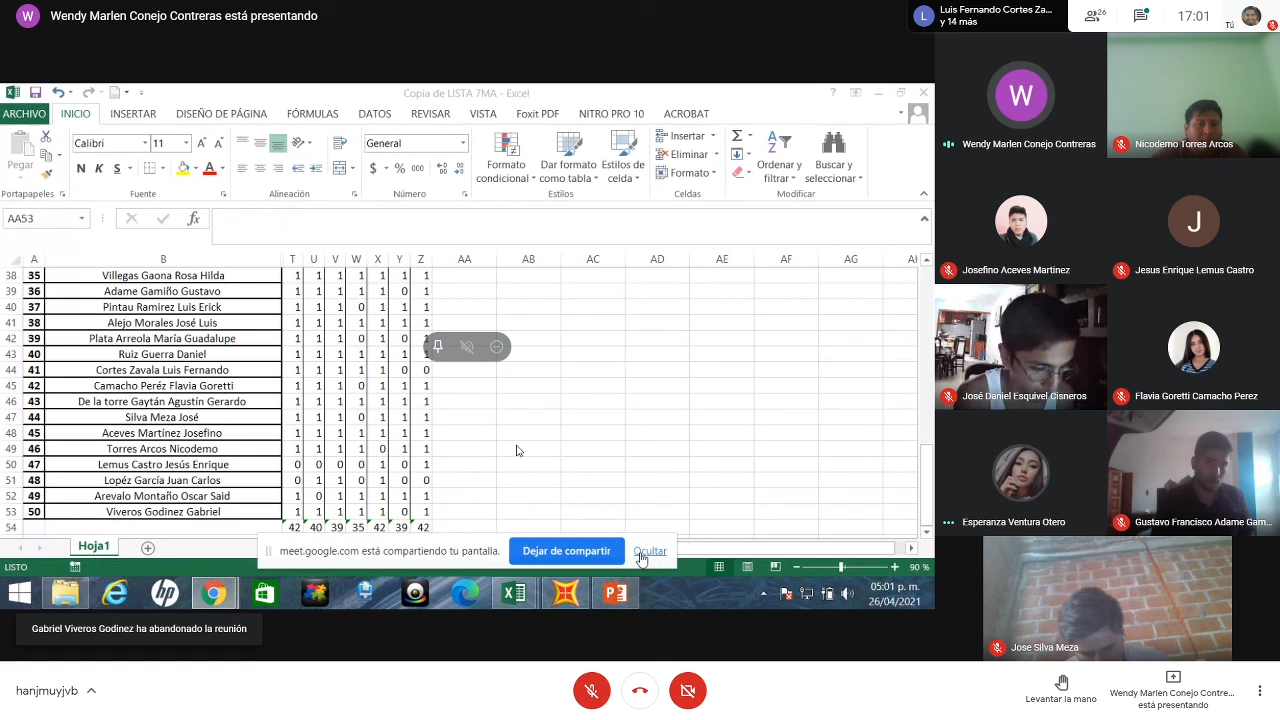 W Wendy Marlen Conejo Contreras está presentando
L Luis Fernando Cortes Za...
y 14 más
26
17:01
Tú
Copia de LISTA 7MA - Excel
ARCHIVO INICIO INSERTAR DISEÑO DE PÁGINA FÓRMULAS DATOS REVISAR VISTA Foxit PDF NITRO PRO 10 ACROBAT
Pegar
Calibri 11
N K S
General
$ % 000
Formato condicional
Dar formato como tabla
Estilos de celda
Insertar
Eliminar
Formato
Ordenar y filtrar
Buscar y seleccionar
Portapapeles Fuente Alineación Número Estilos Celdas Modificar
AA53 fx
A B T U V W X Y Z AA AB AC AD AE AF AG
38 35 Villegas Gaona Rosa Hilda 1 1 1 1 1 1 1
39 36 Adame Gamiño Gustavo 1 1 1 1 1 0 1
40 37 Pintau Ramirez Luis Erick 1 1 1 0 1 1 1
41 38 Alejo Morales José Luis 1 1 1 1 1 1 1
42 39 Plata Arreola María Guadalupe 1 1 1 0 1 0 1
43 40 Ruiz Guerra Daniel 1 1 1 1 1 1 1
44 41 Cortes Zavala Luis Fernando 1 1 1 1 1 0 0
45 42 Camacho Peréz Flavia Goretti 1 1 1 0 1 1 1
46 43 De la torre Gaytán Agustín Gerardo 1 1 1 1 1 1 1
47 44 Silva Meza José 1 1 1 0 1 1 1
48 45 Aceves Martínez Josefino 1 1 1 1 1 1 1
49 46 Torres Arcos Nicodemo 1 1 1 1 0 1 1
50 47 Lemus Castro Jesús Enrique 0 0 0 0 1 0 1
51 48 Lopéz García Juan Carlos 0 1 1 0 1 1 1
52 49 Arevalo Montaño Oscar Said 1 0 1 1 1 1 1
53 50 Viveros Godinez Gabriel 1 1 1 1 1 0 1
54 42 40 39 35 42 39 42
Hoja1
meet.google.com está compartiendo tu pantalla.
Dejar de compartir
Ocultar
LISTO
90 %
05:01 p. m.
26/04/2021
W
Wendy Marlen Conejo Contreras
Nicodemo Torres Arcos
Josefino Aceves Martinez
J
Jesus Enrique Lemus Castro
José Daniel Esquivel Cisneros
Flavia Goretti Camacho Perez
Esperanza Ventura Otero
Gustavo Francisco Adame Gam...
Jose Silva Meza
Gabriel Viveros Godinez ha abandonado la reunión
hanjmuyjvb
Levantar la mano
Wendy Marlen Conejo Contre...
está presentando